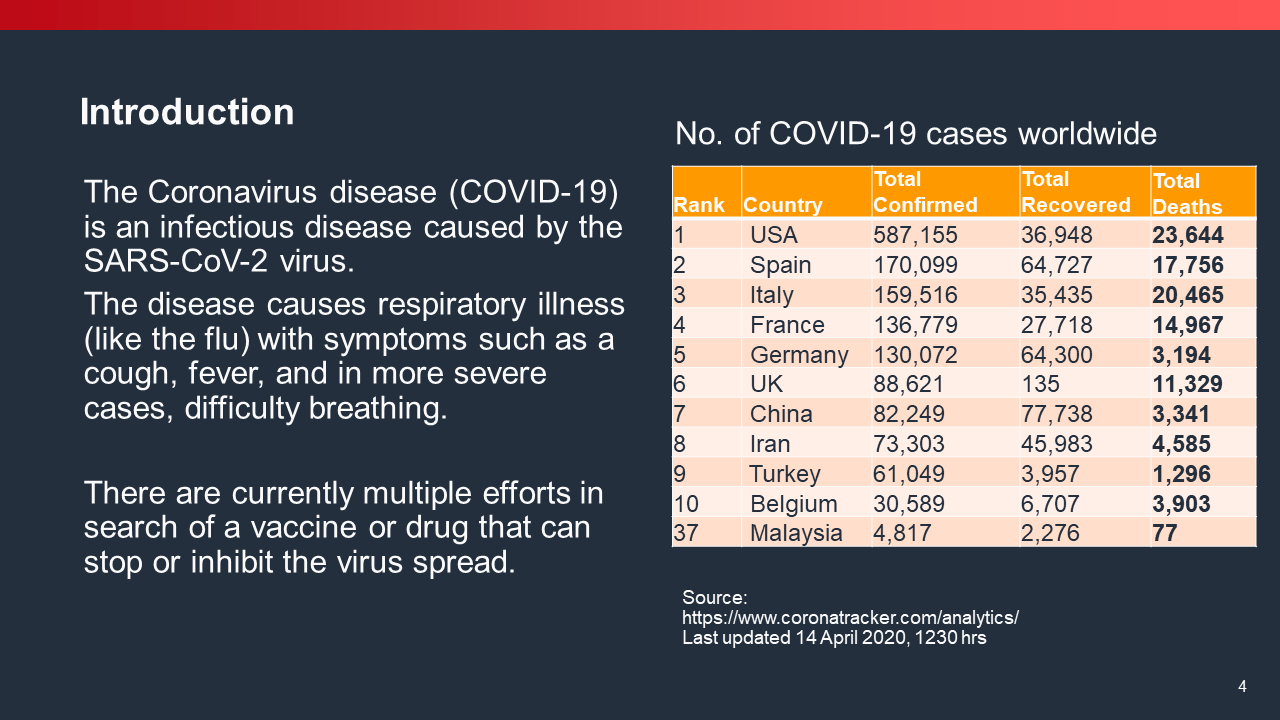 Introduction
The Coronavirus disease (COVID-19)
is an infectious disease caused by the
SARS-CoV-2 virus.
The disease causes respiratory illness
(like the flu) with symptoms such as a
cough, fever, and in more severe
cases, difficulty breathing.
There are currently multiple efforts in
search of a vaccine or drug that can
stop or inhibit the virus spread.
No. of COVID-19 cases worldwide
Rank Country Total Confirmed Total Recovered Total Deaths
1 USA 587,155 36,948 23,644
2 Spain 170,099 64,727 17,756
3 Italy 159,516 35,435 20,465
4 France 136,779 27,718 14,967
5 Germany 130,072 64,300 3,194
6 UK 88,621 135 11,329
7 China 82,249 77,738 3,341
8 Iran 73,303 45,983 4,585
9 Turkey 61,049 3,957 1,296
10 Belgium 30,589 6,707 3,903
37 Malaysia 4,817 2,276 77
Source:
https://www.coronatracker.com/analytics/
Last updated 14 April 2020, 1230 hrs
4